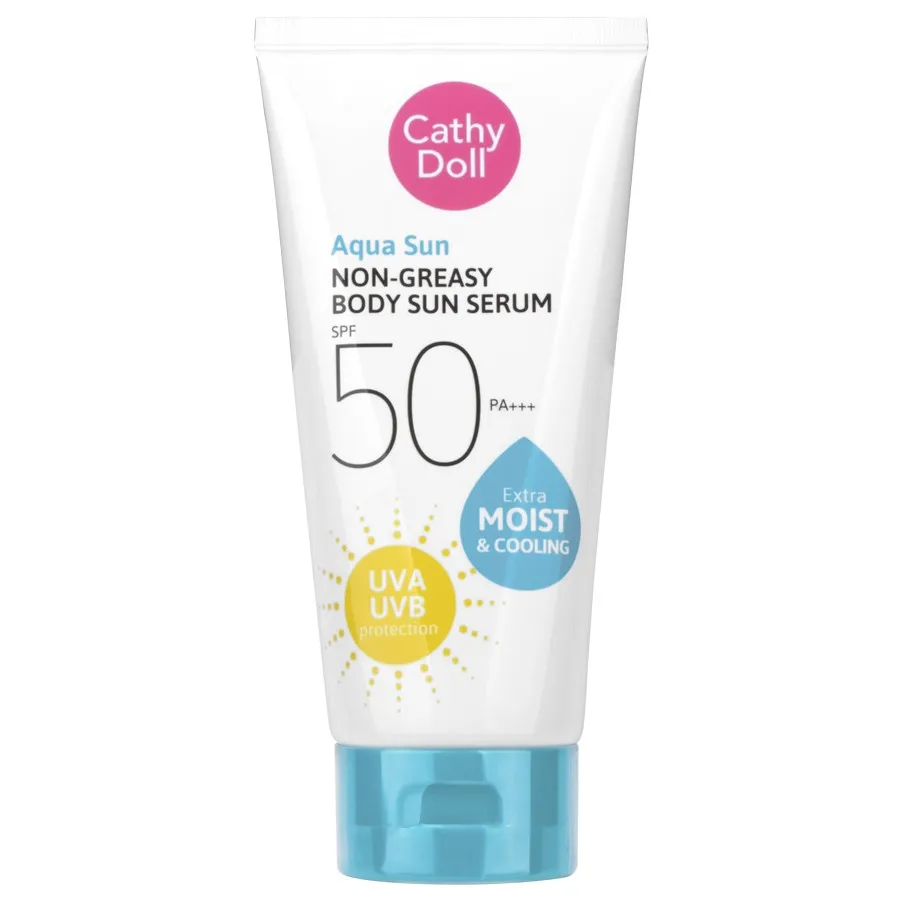 Cathy
Doll
Aqua Sun
NON-GREASY
BODY SUN SERUM
SPF
50
PA+++
Extra
MOIST
& COOLING
UVA
UVB
protection